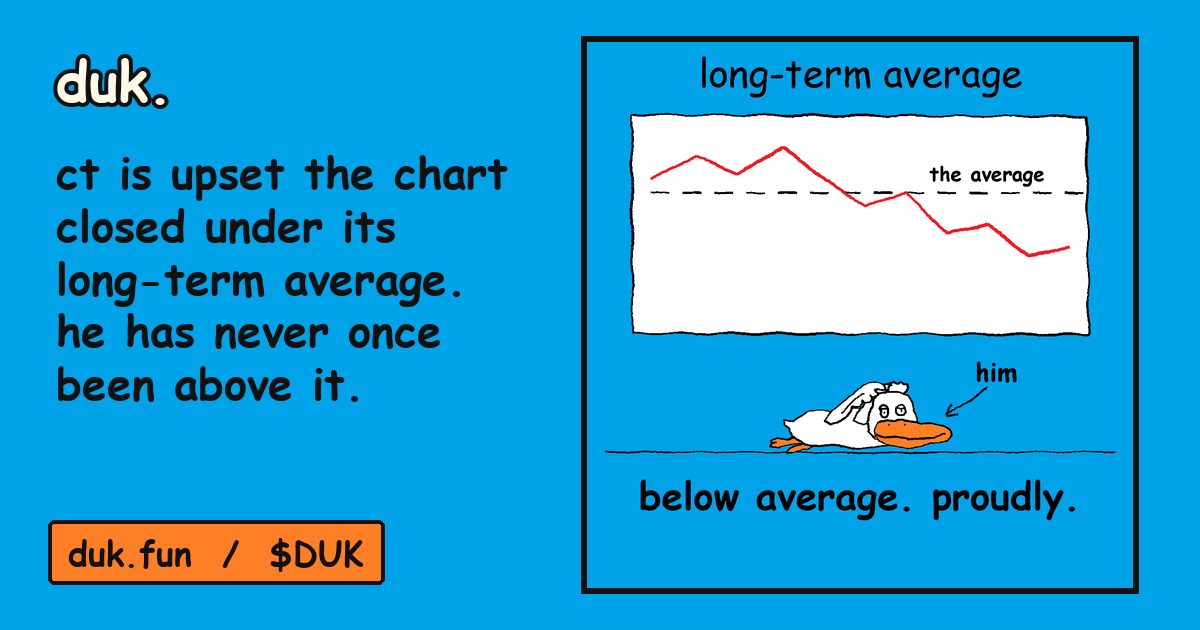 duk.
ct is upset the chart
closed under its
long-term average.
he has never once
been above it.
duk.fun / $DUK
long-term average
the average
him
below average. proudly.